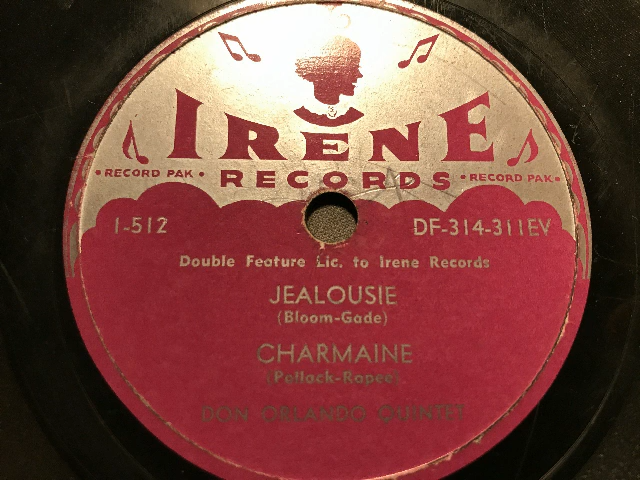 IRENE
• RECORD PAK • RECORDS • RECORD PAK •
1-512 DF-314-311EV
Double Feature Lic. to Irene Records
JEALOUSIE
(Bloom-Gade)
CHARMAINE
(Pollack-Rapee)
DON ORLANDO QUINTET